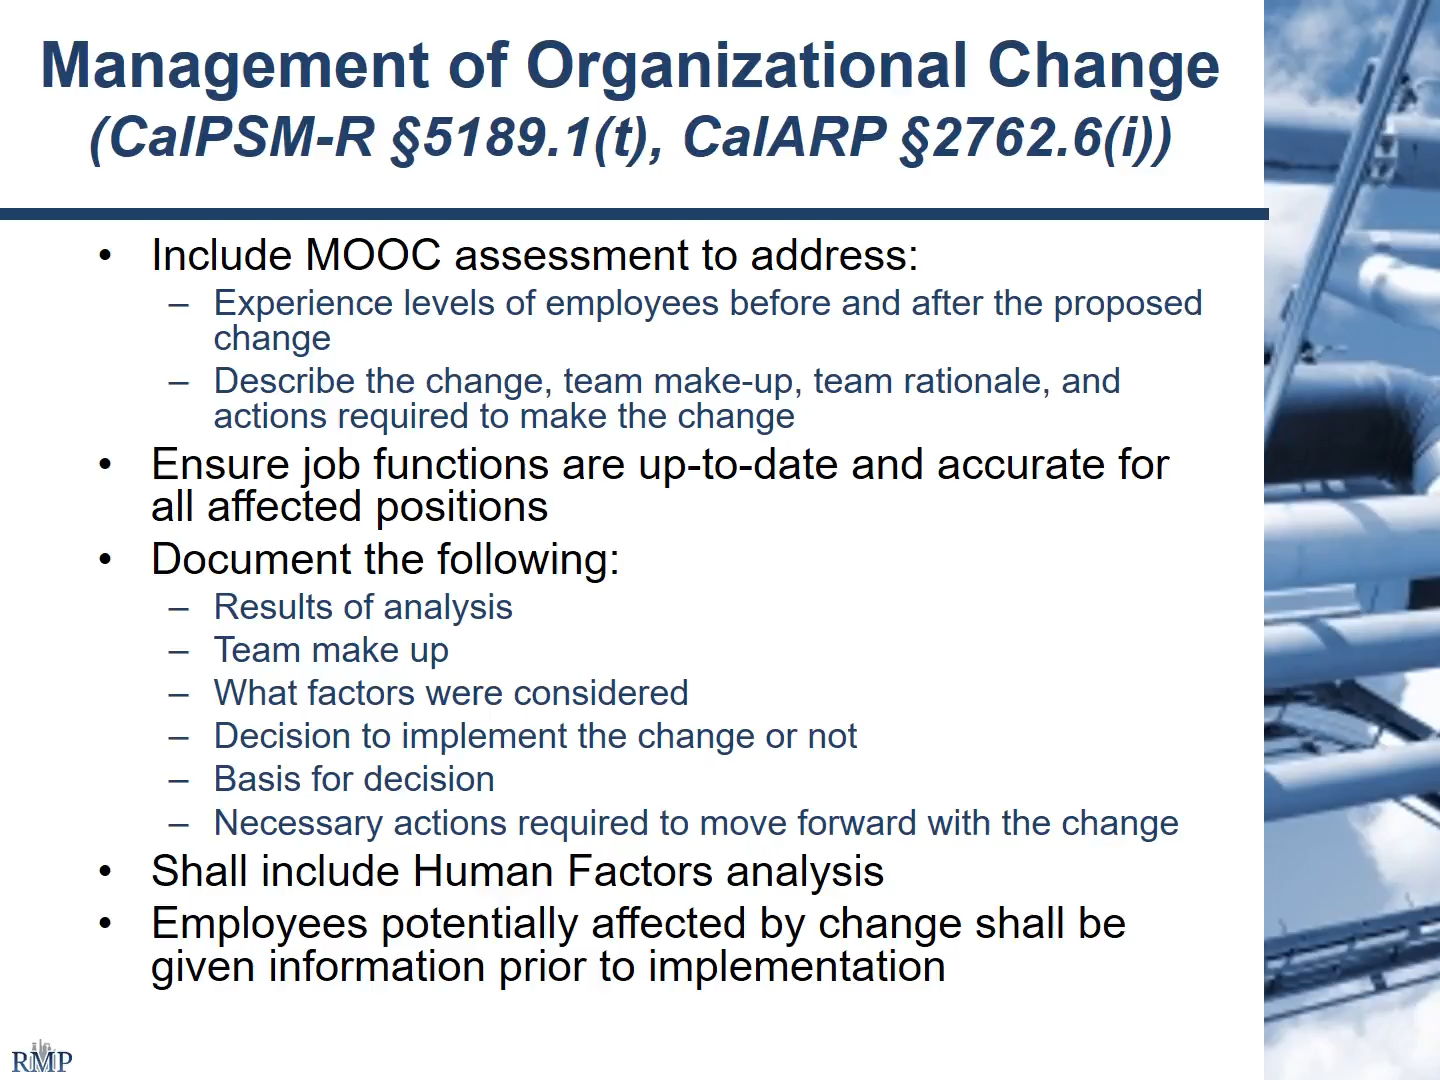 Management of Organizational Change
(CalPSM-R §5189.1(t), CalARP §2762.6(i))
• Include MOOC assessment to address:
– Experience levels of employees before and after the proposed
change
– Describe the change, team make-up, team rationale, and
actions required to make the change
• Ensure job functions are up-to-date and accurate for
all affected positions
• Document the following:
– Results of analysis
– Team make up
– What factors were considered
– Decision to implement the change or not
– Basis for decision
– Necessary actions required to move forward with the change
• Shall include Human Factors analysis
• Employees potentially affected by change shall be
given information prior to implementation
RMP